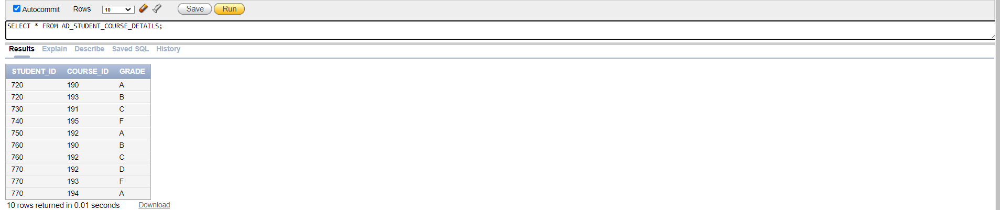 Autocommit Rows 10 Save Run
SELECT * FROM AD_STUDENT_COURSE_DETAILS;
Results Explain Describe Saved SQL History
STUDENT_ID COURSE_ID GRADE
720 190 A
720 193 B
730 191 C
740 195 F
750 192 A
760 190 B
760 192 C
770 192 D
770 193 F
770 194 A
10 rows returned in 0.01 seconds Download